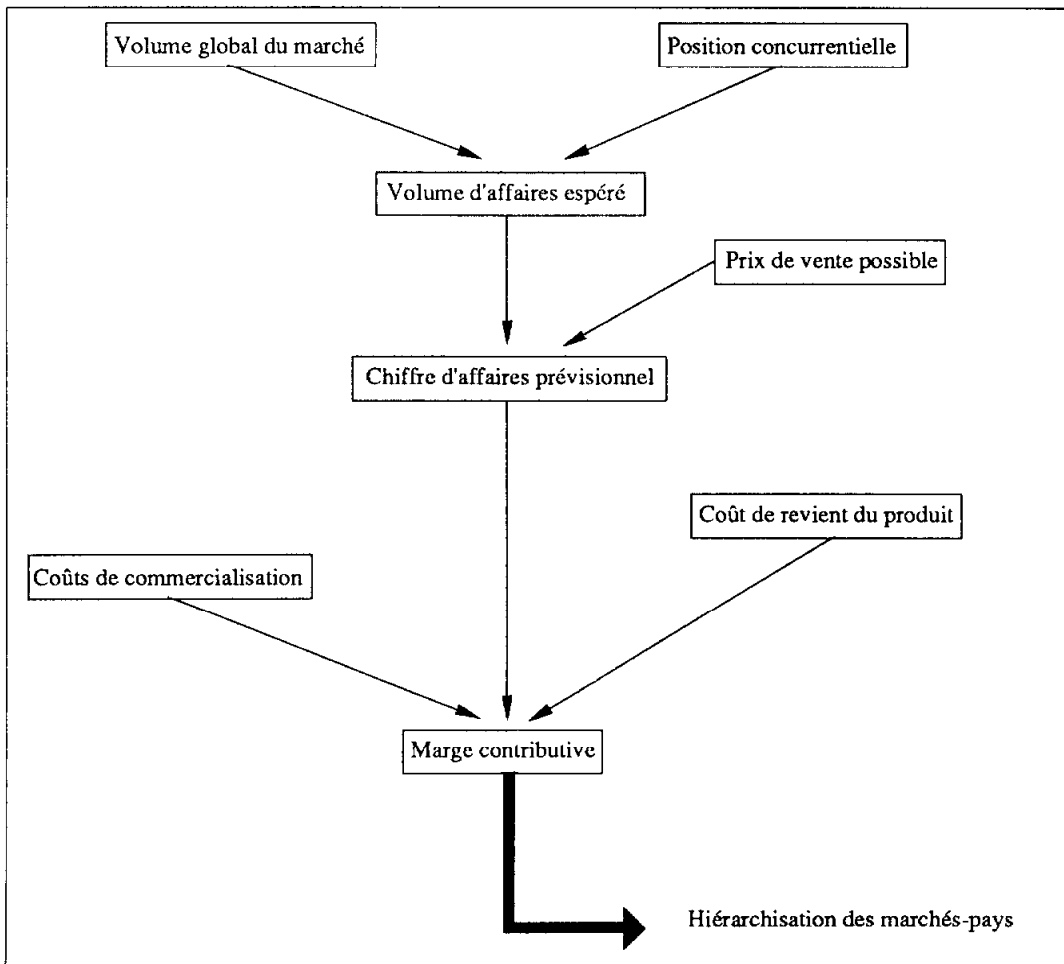 Volume global du marché
Position concurrentielle
Volume d'affaires espéré
Prix de vente possible
Chiffre d'affaires prévisionnel
Coût de revient du produit
Coûts de commercialisation
Marge contributive
Hiérarchisation des marchés-pays